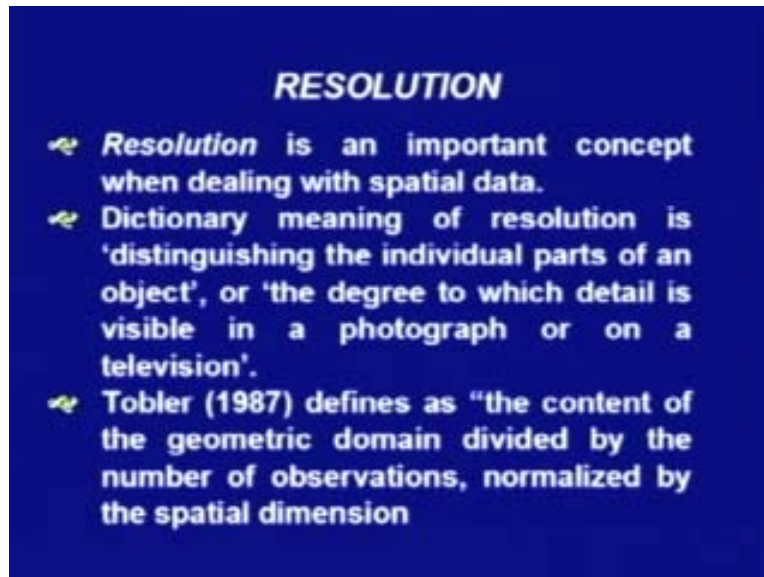 RESOLUTION
Resolution is an important concept
when dealing with spatial data.
Dictionary meaning of resolution is
‘distinguishing the individual parts of an
object’, or ‘the degree to which detail is
visible in a photograph or on a
television’.
Tobler (1987) defines as “the content of
the geometric domain divided by the
number of observations, normalized by
the spatial dimension